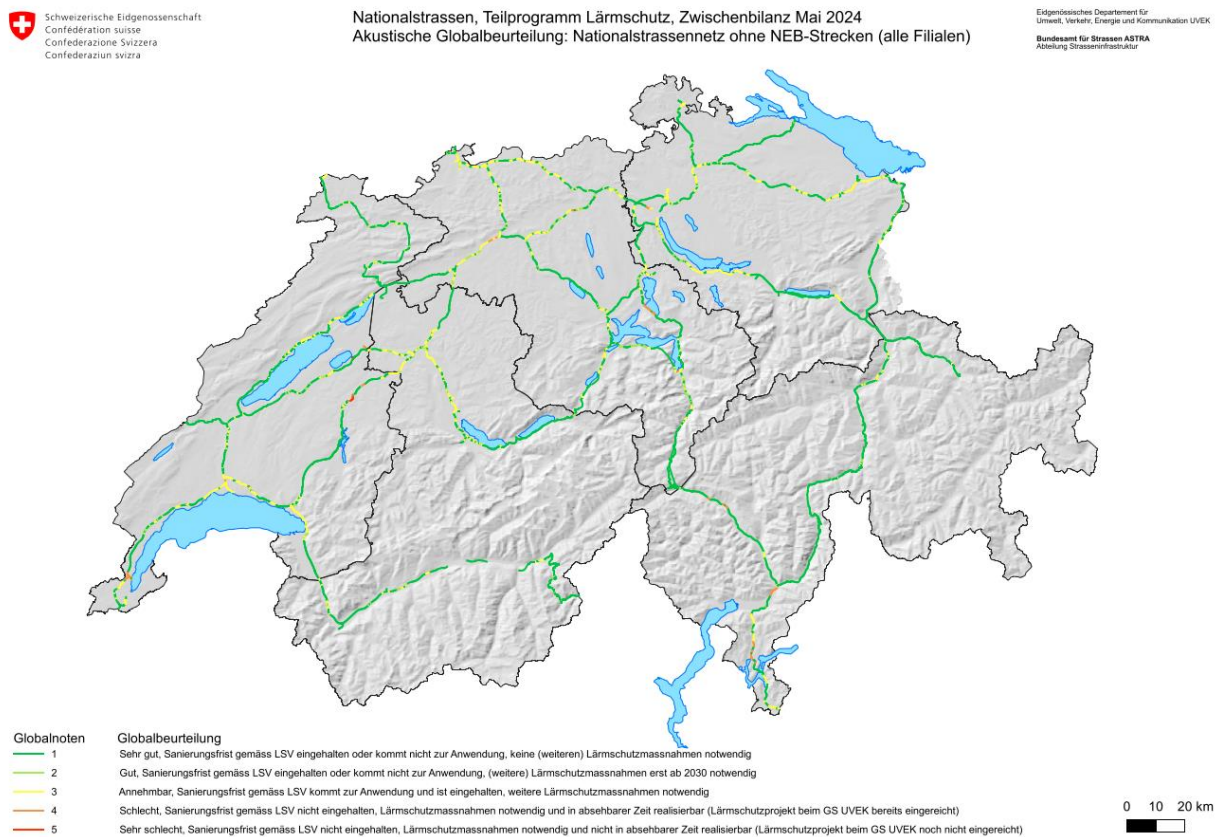 Schweizerische Eidgenossenschaft
Confédération suisse
Confederazione Svizzera
Confederaziun svizra
Nationalstrassen, Teilprogramm Lärmschutz, Zwischenbilanz Mai 2024
Akustische Globalbeurteilung: Nationalstrassennetz ohne NEB-Strecken (alle Filialen)
Eidgenössisches Departement für
Umwelt, Verkehr, Energie und Kommunikation UVEK
Bundesamt für Strassen ASTRA
Abteilung Strasseninfrastruktur
Globalnoten Globalbeurteilung
1 Sehr gut, Sanierungsfrist gemäss LSV eingehalten oder kommt nicht zur Anwendung, keine (weiteren) Lärmschutzmassnahmen notwendig
2 Gut, Sanierungsfrist gemäss LSV eingehalten oder kommt nicht zur Anwendung, (weitere) Lärmschutzmassnahmen erst ab 2030 notwendig
3 Annehmbar, Sanierungsfrist gemäss LSV kommt zur Anwendung und ist eingehalten, weitere Lärmschutzmassnahmen notwendig
4 Schlecht, Sanierungsfrist gemäss LSV nicht eingehalten, Lärmschutzmassnahmen notwendig und in absehbarer Zeit realisierbar (Lärmschutzprojekt beim GS UVEK bereits eingereicht)
5 Sehr schlecht, Sanierungsfrist gemäss LSV nicht eingehalten, Lärmschutzmassnahmen notwendig und nicht in absehbarer Zeit realisierbar (Lärmschutzprojekt beim GS UVEK noch nicht eingereicht)
0 10 20 km